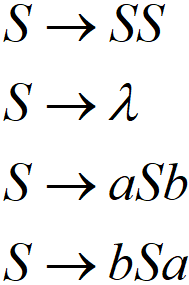 S → SS
S → λ
S → aSb
S → bSa